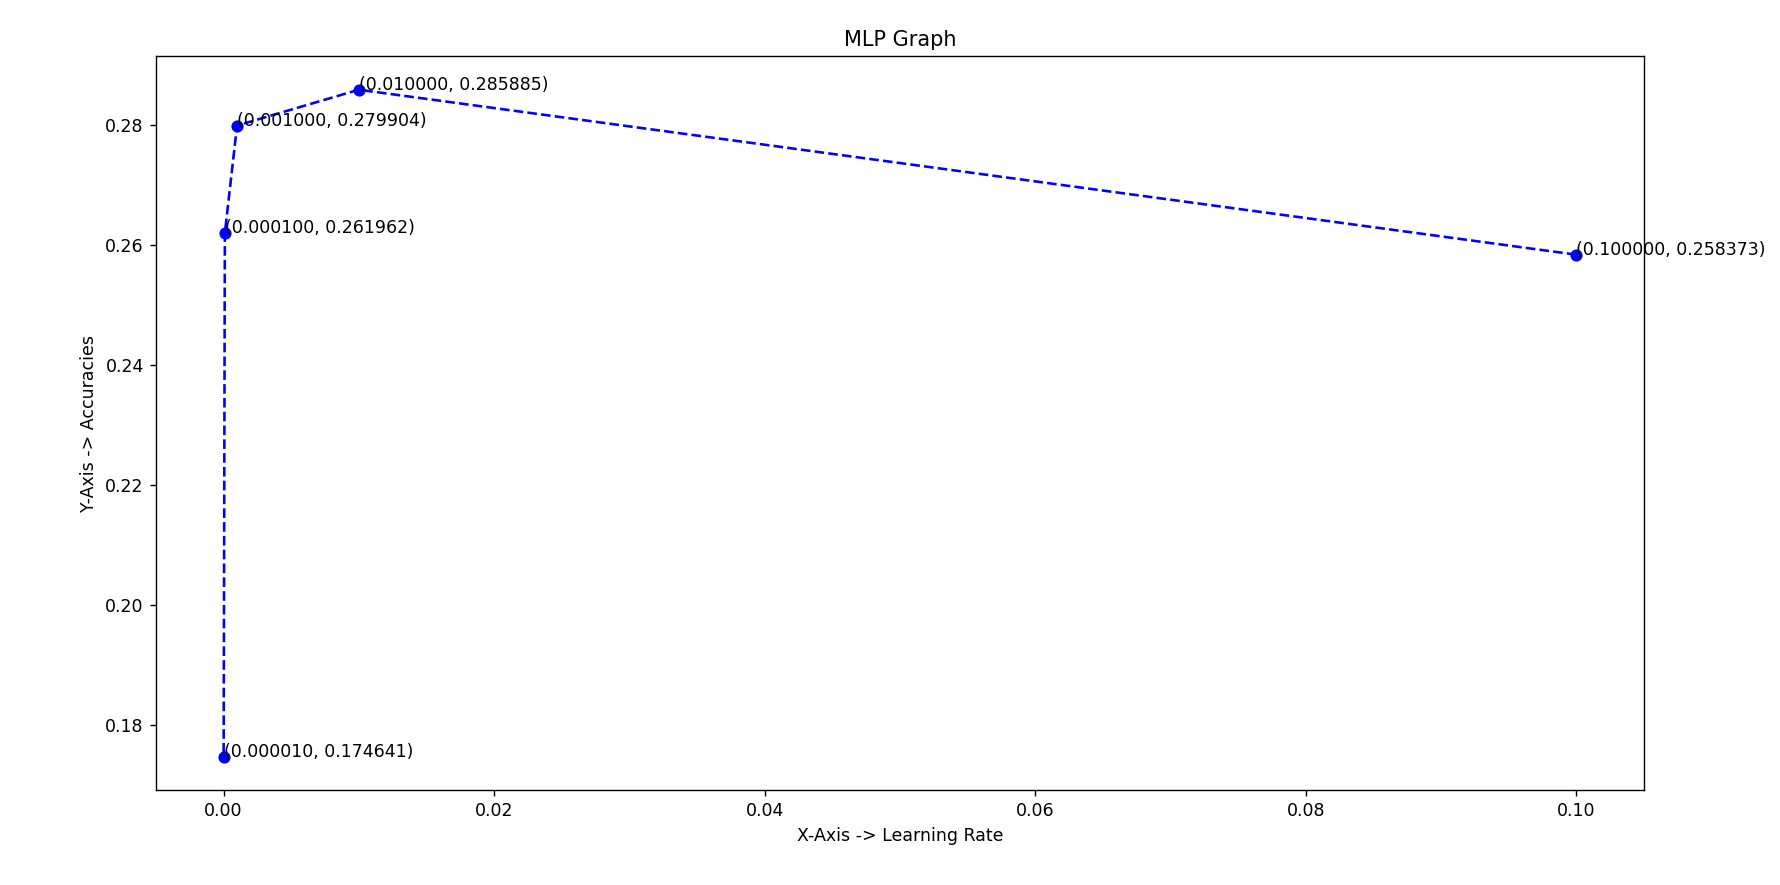 MLP Graph
(0.010000, 0.285885)
(0.001000, 0.279904)
(0.000100, 0.261962)
(0.100000, 0.258373)
(0.000010, 0.174641)
Y-Axis -> Accuracies
0.28
0.26
0.24
0.22
0.20
0.18
0.00 0.02 0.04 0.06 0.08 0.10
X-Axis -> Learning Rate